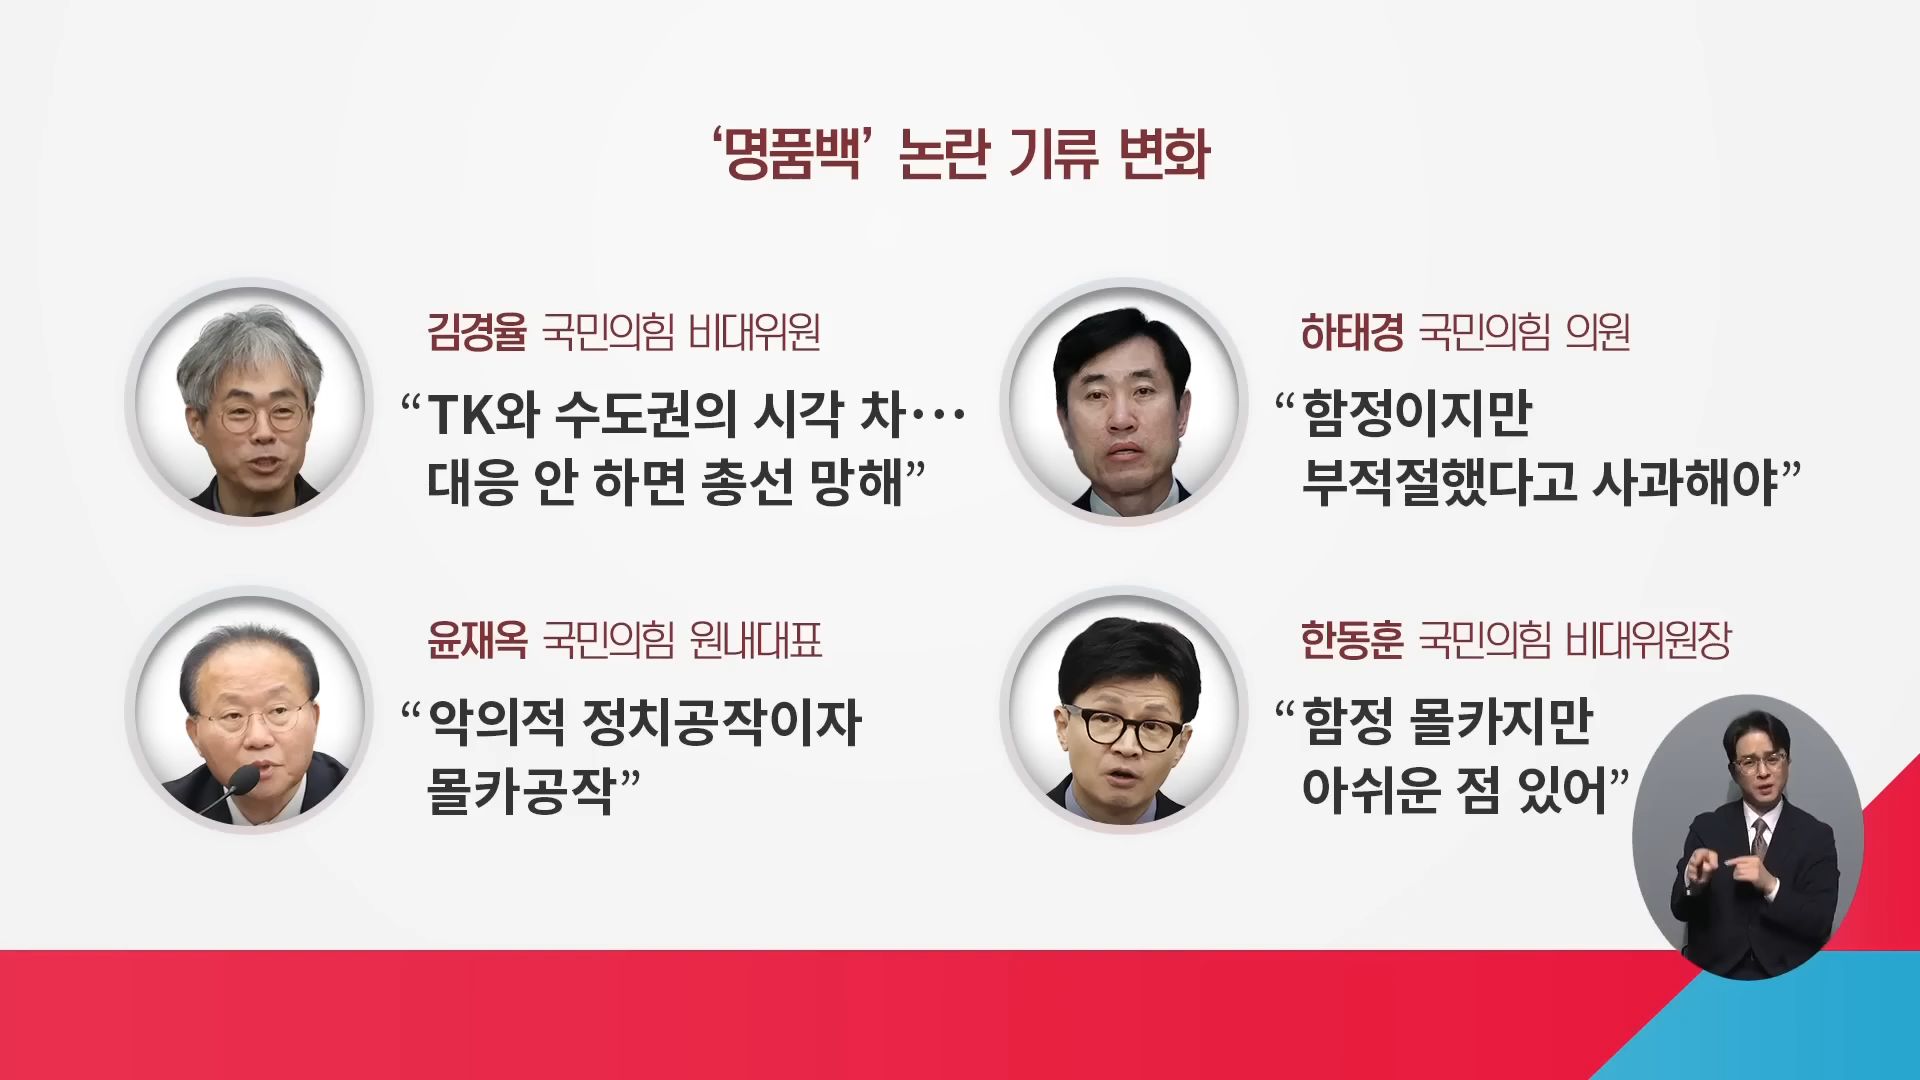 ‘명품백’ 논란 기류 변화
김경율 국민의힘 비대위원
“TK와 수도권의 시각 차···
대응 안 하면 총선 망해”
하태경 국민의힘 의원
“함정이지만
부적절했다고 사과해야”
윤재옥 국민의힘 원내대표
“악의적 정치공작이자
몰카공작”
한동훈 국민의힘 비대위원장
“함정 몰카지만
아쉬운 점 있어”